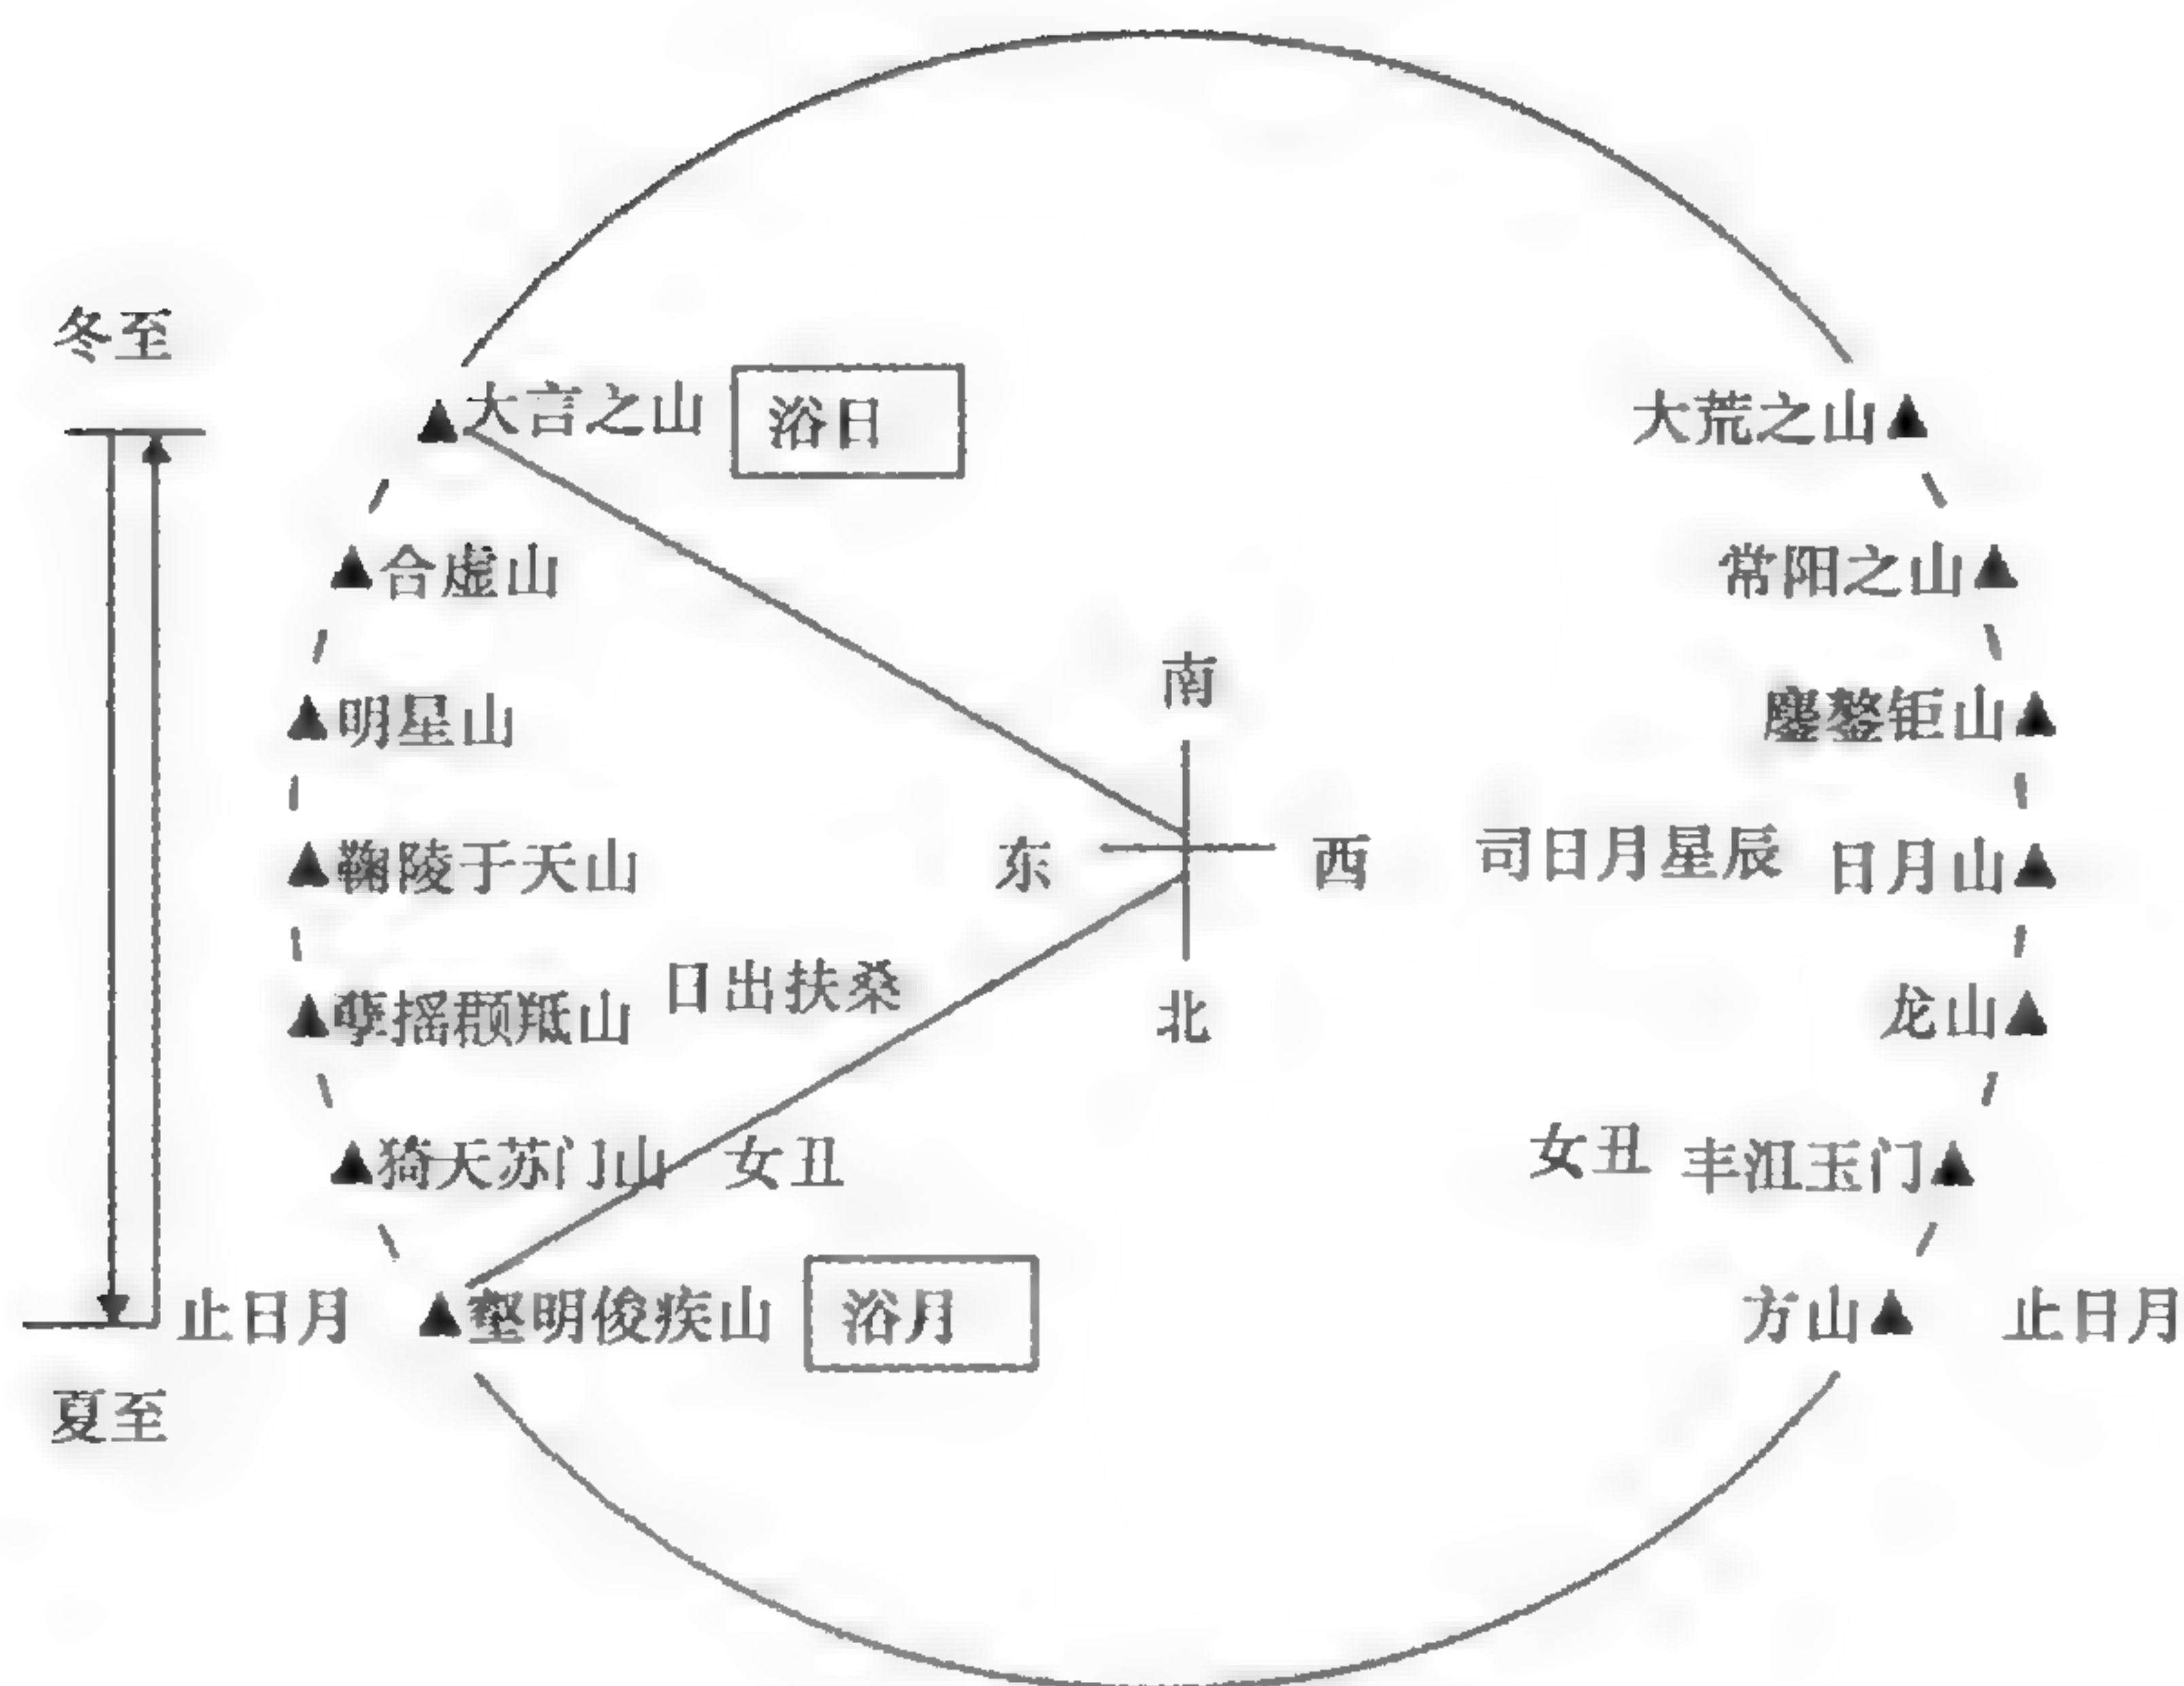 冬至
大言之山 浴日 大荒之山
合虚山 常阳之山
南
明星山 鏖鏊钜山
东 西 司日月星辰 日月山
鞠陵于天山
日出扶桑
孽摇頵羝山 北 龙山
猗天苏门山 女丑 女丑 丰沮玉门
止日月 壑明俊疾山 浴月 方山 止日月
夏至